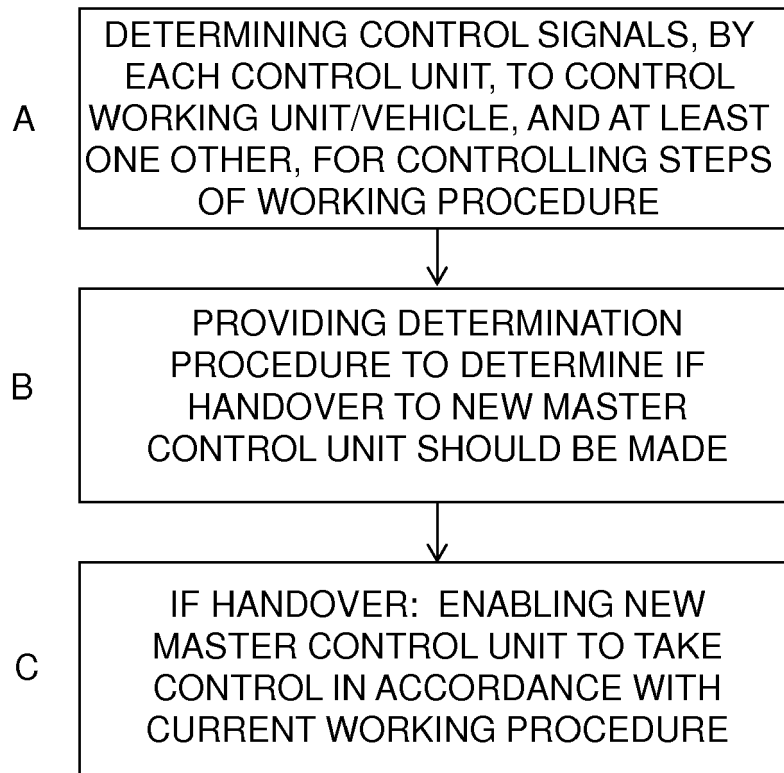 A
DETERMINING CONTROL SIGNALS, BY
EACH CONTROL UNIT, TO CONTROL
WORKING UNIT/VEHICLE, AND AT LEAST
ONE OTHER, FOR CONTROLLING STEPS
OF WORKING PROCEDURE
B
PROVIDING DETERMINATION
PROCEDURE TO DETERMINE IF
HANDOVER TO NEW MASTER
CONTROL UNIT SHOULD BE MADE
C
IF HANDOVER: ENABLING NEW
MASTER CONTROL UNIT TO TAKE
CONTROL IN ACCORDANCE WITH
CURRENT WORKING PROCEDURE